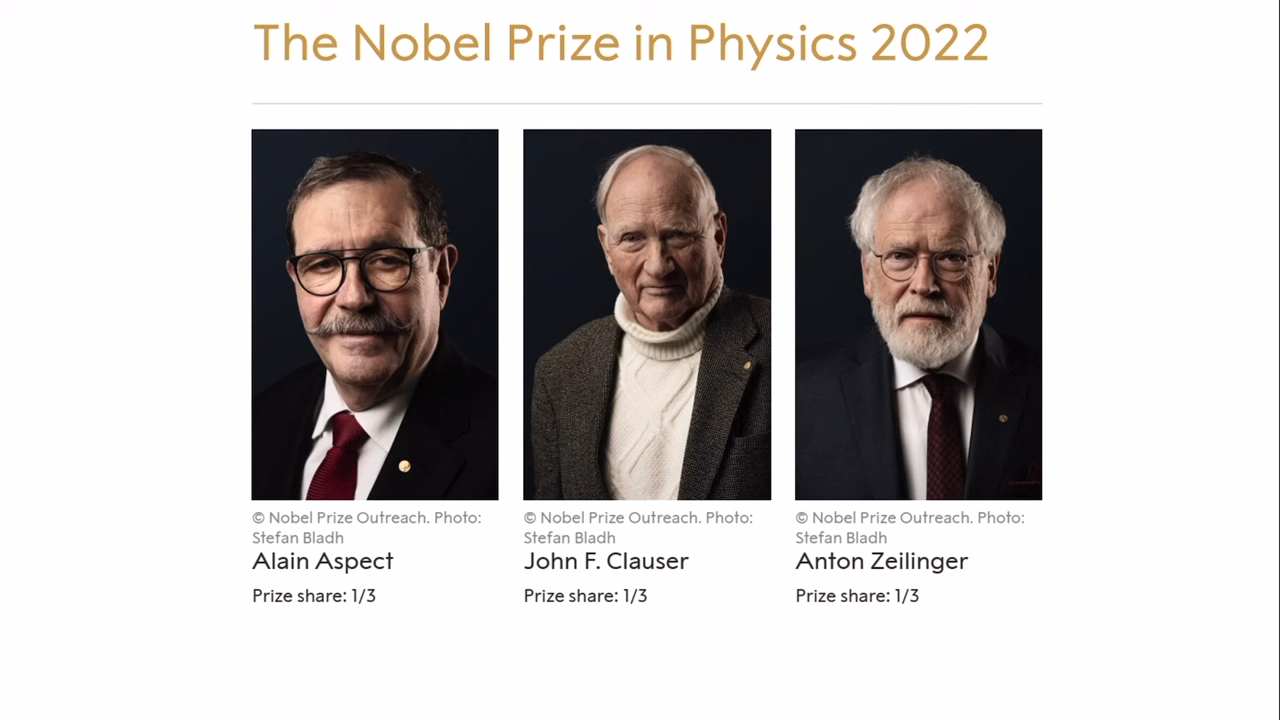 The Nobel Prize in Physics 2022
© Nobel Prize Outreach. Photo:
Stefan Bladh
Alain Aspect
Prize share: 1/3
© Nobel Prize Outreach. Photo:
Stefan Bladh
John F. Clauser
Prize share: 1/3
© Nobel Prize Outreach. Photo:
Stefan Bladh
Anton Zeilinger
Prize share: 1/3